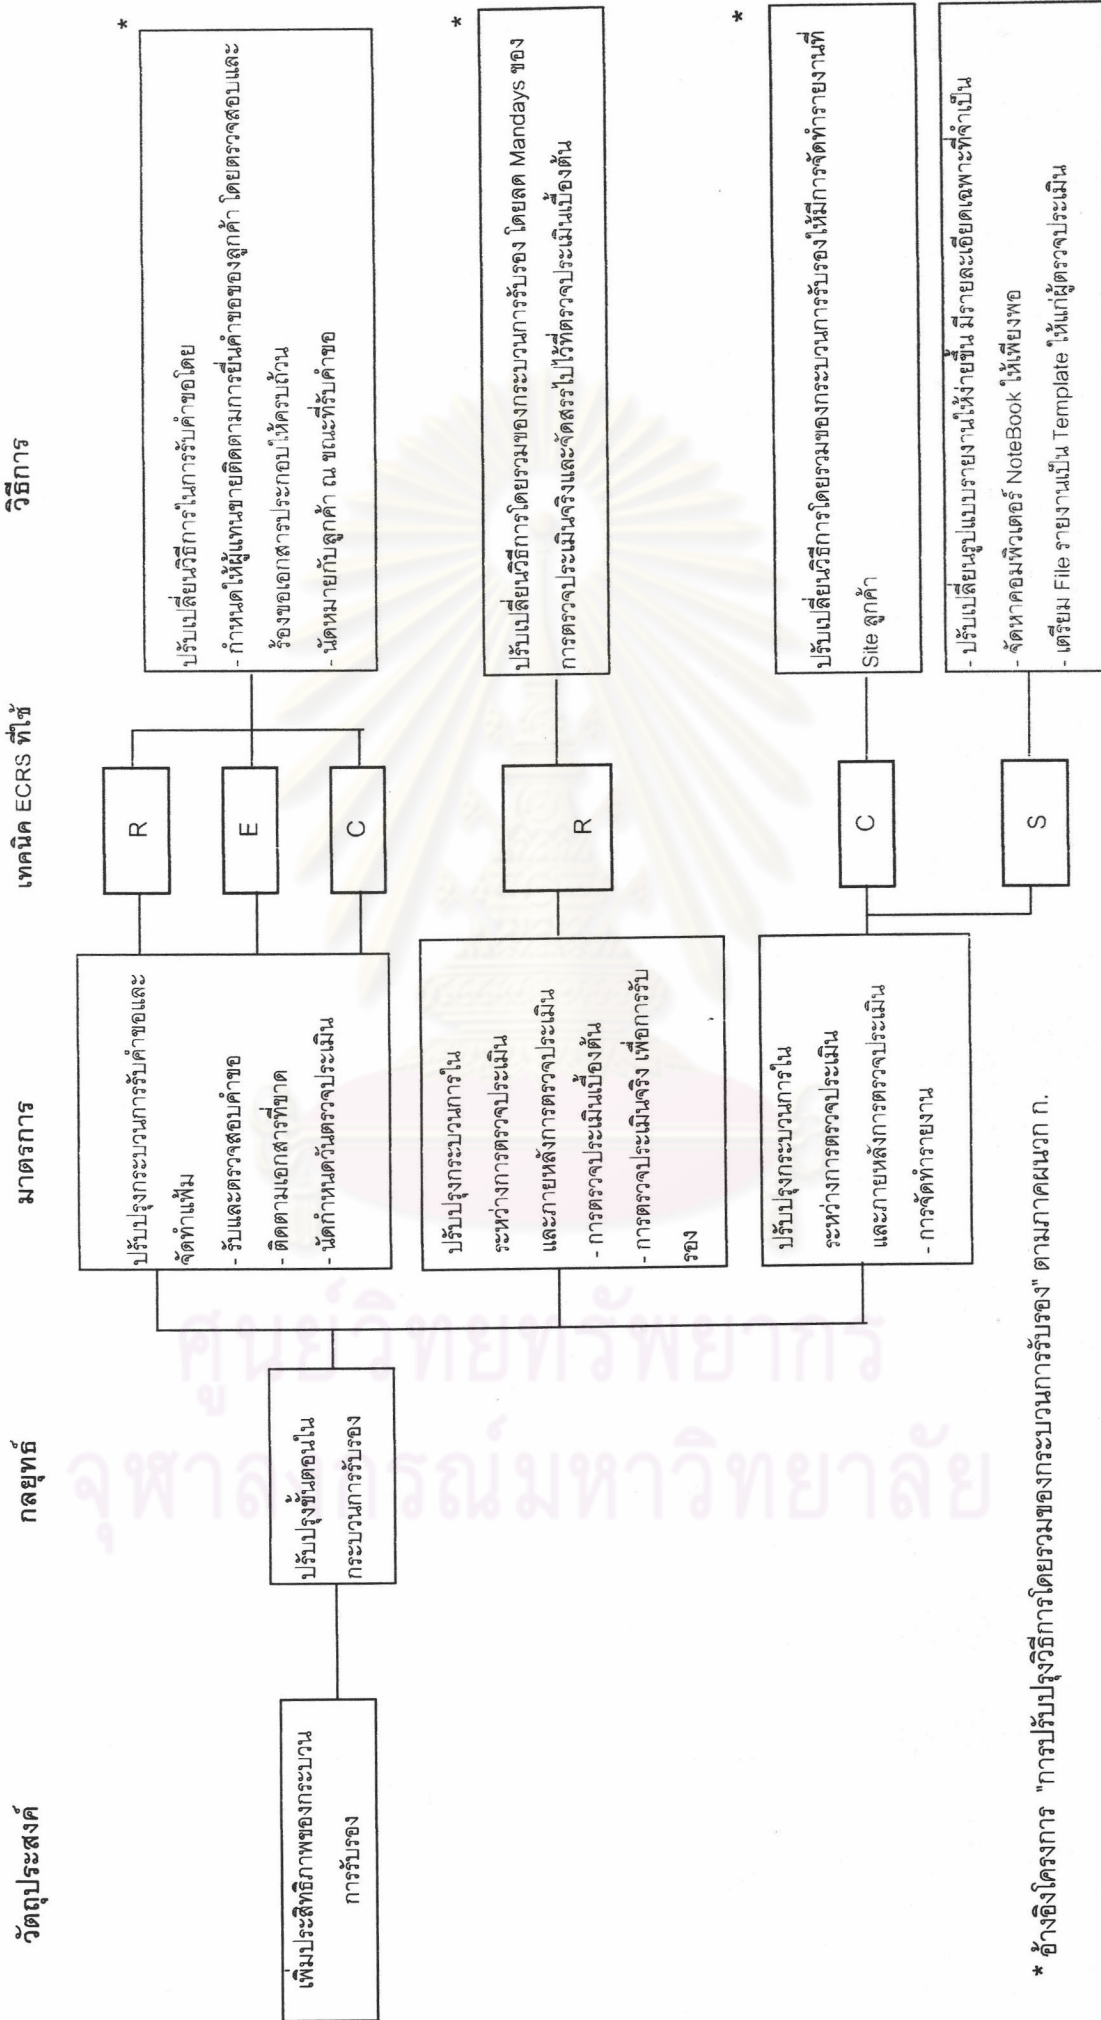 วัตถุประสงค์
กลยุทธ์
มาตรการ
เทคนิค ECRS ที่ใช้
วิธีการ
เพิ่มประสิทธิภาพของกระบวน
การรับรอง
ปรับปรุงขั้นตอนใน
กระบวนการรับรอง
ปรับปรุงกระบวนการรับคำขอและ
จัดทำแฟ้ม
- รับและตรวจสอบคำขอ
- ติดตามเอกสารที่ขาด
- นัดกำหนดวันตรวจประเมิน
R
E
C
*
ปรับเปลี่ยนวิธีการในการรับคำขอโดย
- กำหนดให้ผู้แทนขายติดตามการยื่นคำขอของลูกค้า โดยตรวจสอบและ
ร้องขอเอกสารประกอบให้ครบถ้วน
- นัดหมายกับลูกค้า ณ ขณะที่รับคำขอ
ปรับปรุงกระบวนการใน
ระหว่างการตรวจประเมิน
และภายหลังการตรวจประเมิน
- การตรวจประเมินเบื้องต้น
- การตรวจประเมินจริง เพื่อการรับ
รอง
R
*
ปรับเปลี่ยนวิธีการโดยรวมของกระบวนการรับรอง โดยลด Mandays ของ
การตรวจประเมินจริงและจัดสรรไปไว้ที่ตรวจประเมินเบื้องต้น
ปรับปรุงกระบวนการใน
ระหว่างการตรวจประเมิน
และภายหลังการตรวจประเมิน
- การจัดทำรายงาน
C
S
*
ปรับเปลี่ยนวิธีการโดยรวมของกระบวนการรับรองให้มีการจัดทำรายงานที่
Site ลูกค้า
- ปรับเปลี่ยนรูปแบบรายงานให้ง่ายขึ้น มีรายละเอียดเฉพาะที่จำเป็น
- จัดหาคอมพิวเตอร์ NoteBook ให้เพียงพอ
- เตรียม File รายงานเป็น Template ให้แก่ผู้ตรวจประเมิน
* อ้างอิงโครงการ "การปรับปรุงวิธีการโดยรวมของกระบวนการรับรอง" ตามภาคผนวก ก.
ศูนย์วิทยทรัพยากร
จุฬาลงกรณ์มหาวิทยาลัย